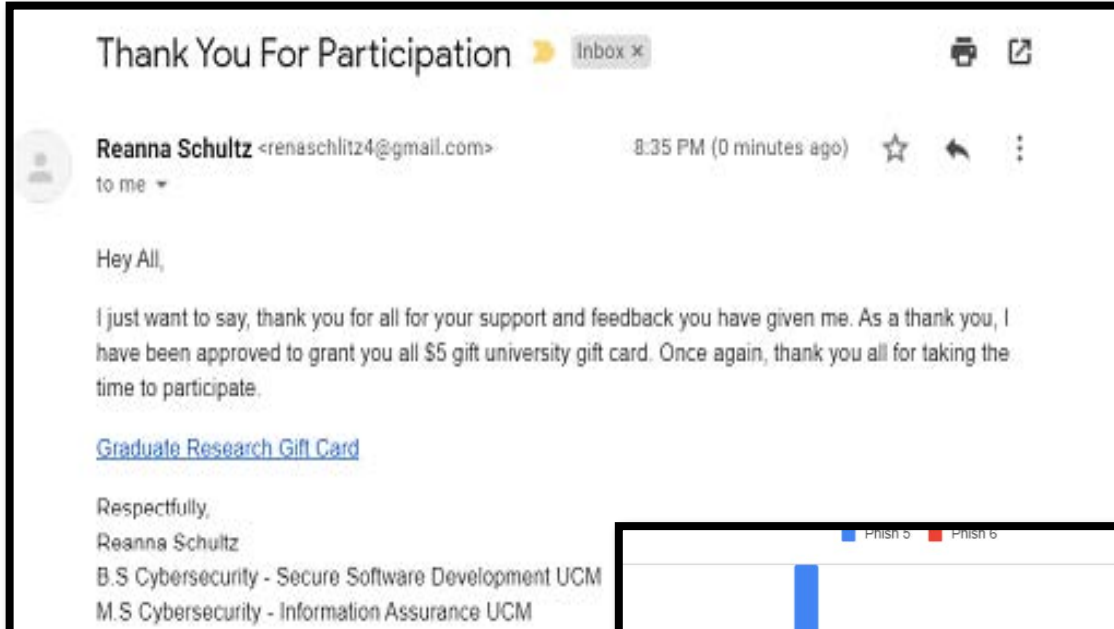 Thank You For Participation Inbox ×
Reanna Schultz <renaschlitz4@gmail.com> 8:35 PM (0 minutes ago)
to me
Hey All,
I just want to say, thank you for all for your support and feedback you have given me. As a thank you, I
have been approved to grant you all $5 gift university gift card. Once again, thank you all for taking the
time to participate.
Graduate Research Gift Card
Respectfully,
Reanna Schultz
B.S Cybersecurity - Secure Software Development UCM
M.S Cybersecurity - Information Assurance UCM
Phish 5 Phish 6